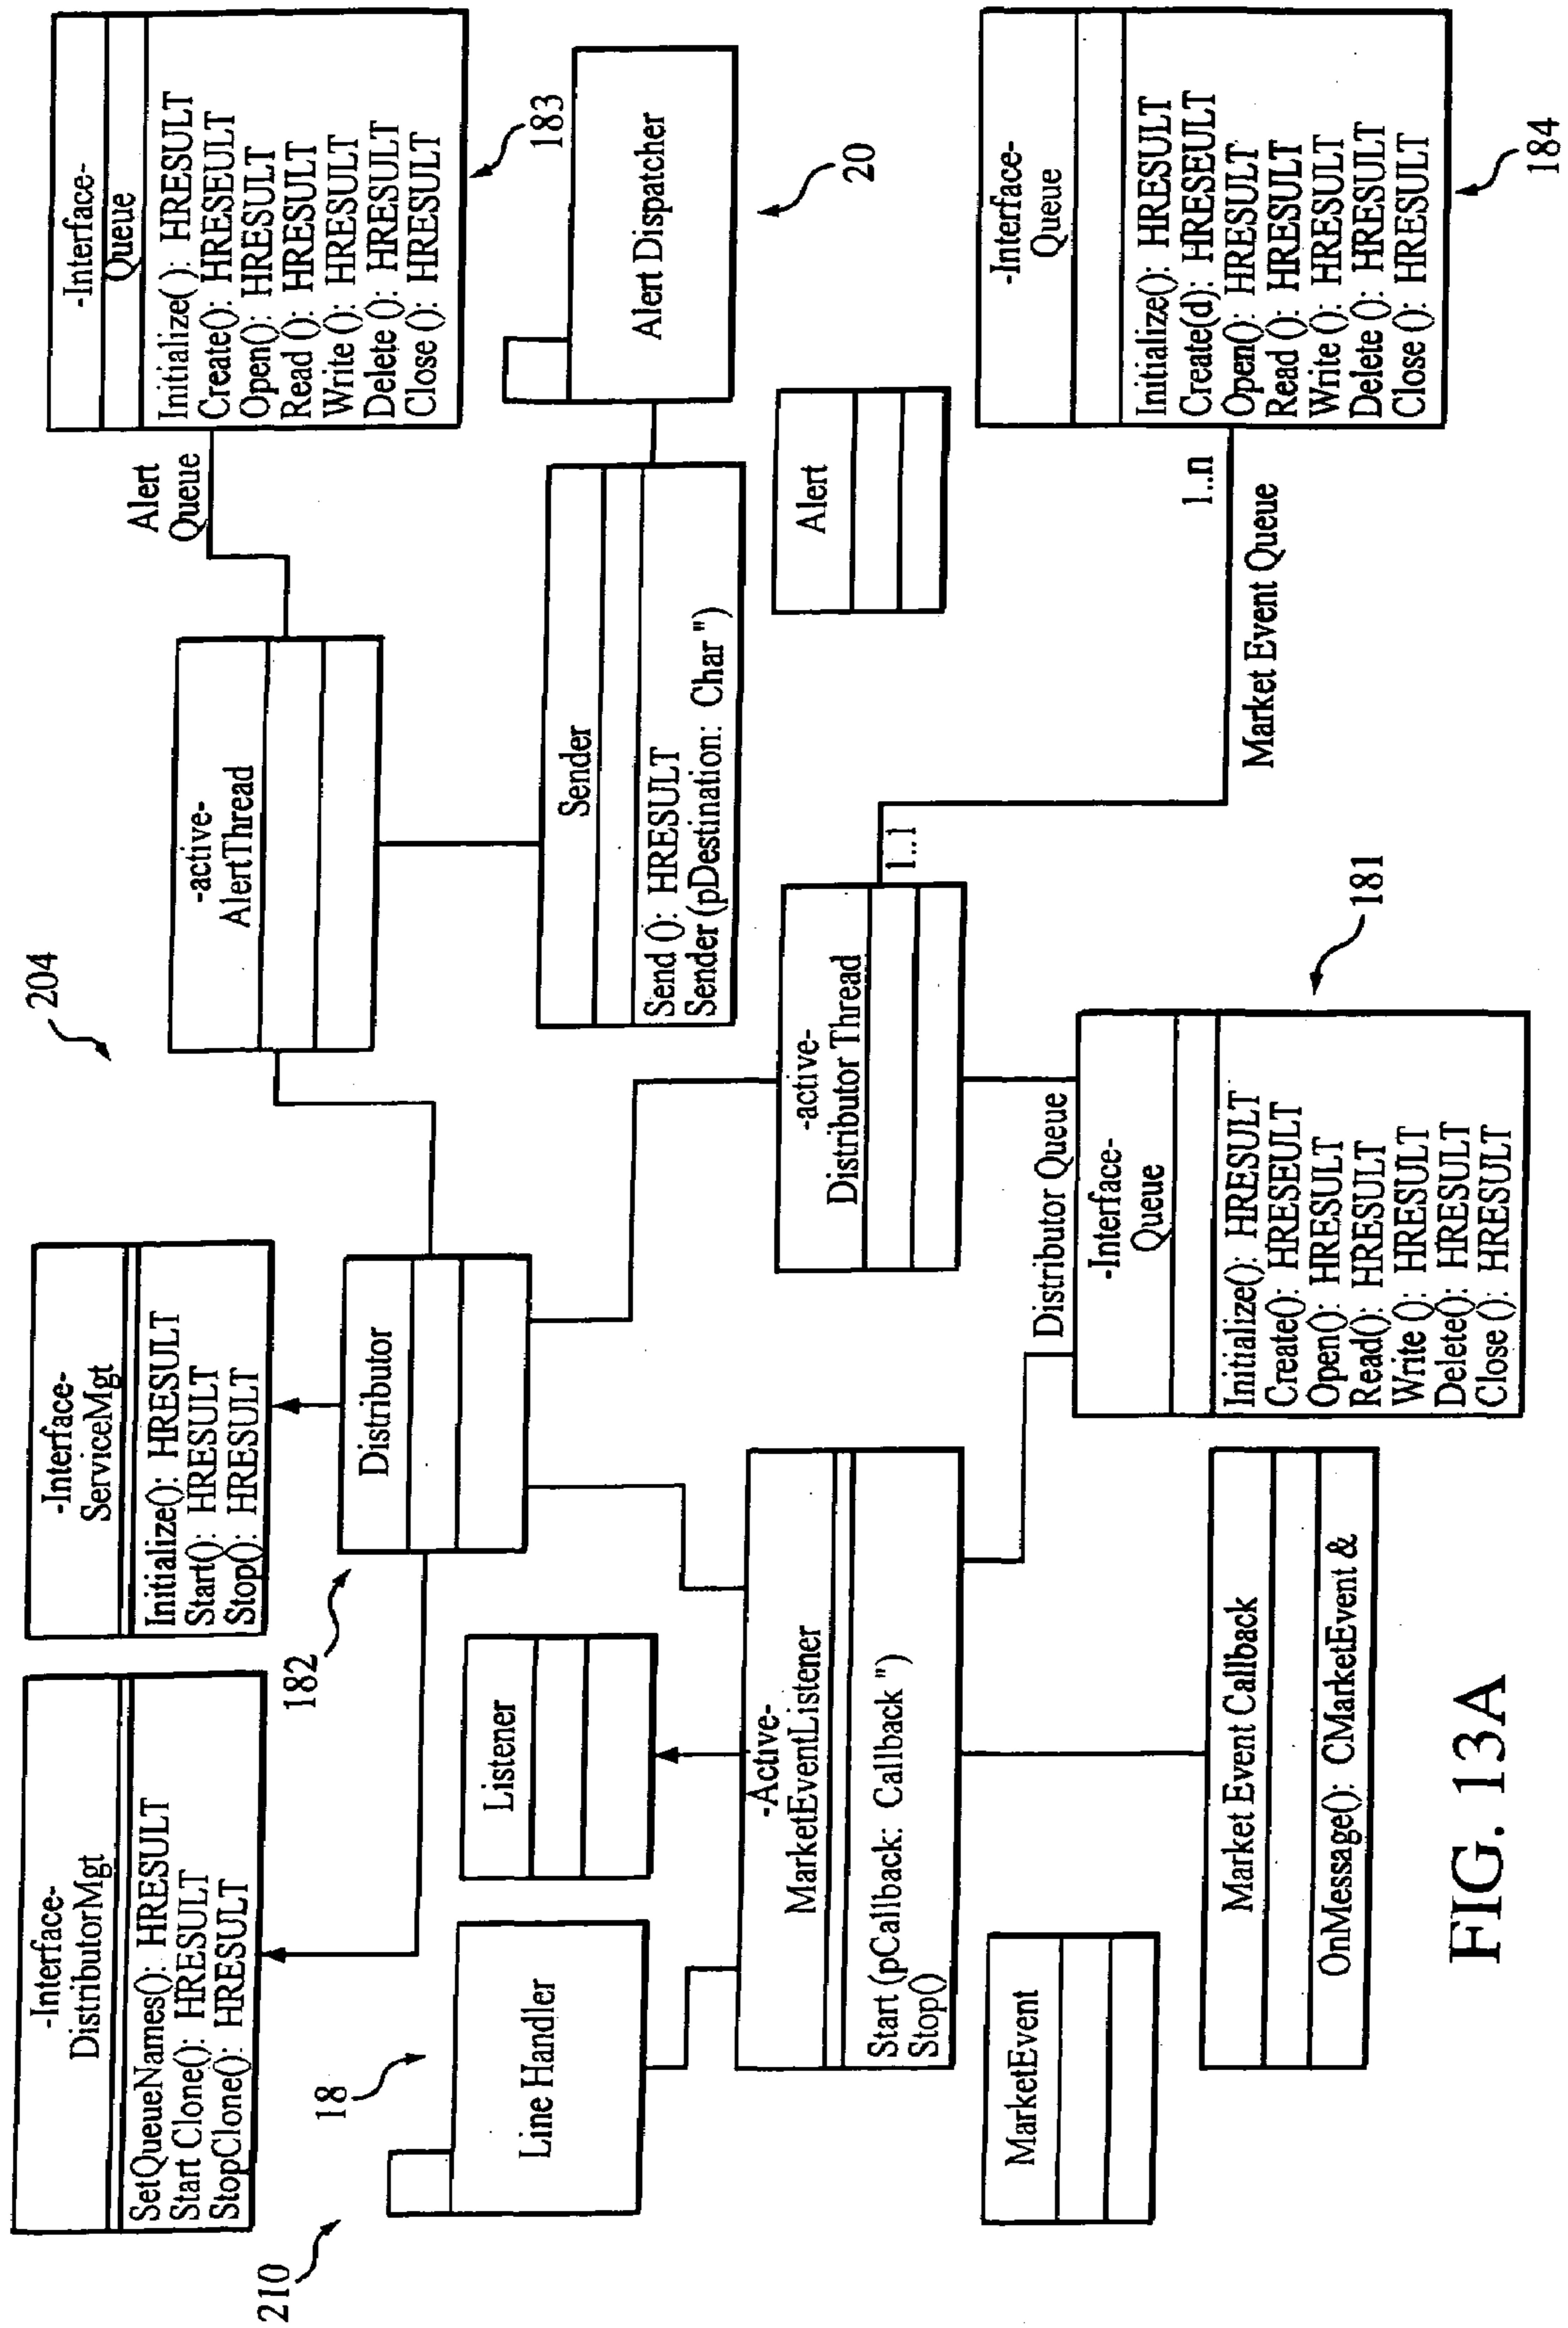 204
-Interface-
DistributorMgt
SetQueueNames(): HRESULT
Start Clone(): HRESULT
StopClone(): HRESULT
-Interface-
ServiceMgt
Initialize(): HRESULT
Start(): HRESULT
Stop(): HRESULT
182
Distributor
-active-
AlertThread
Alert
Queue
-Interface-
Queue
Initialize( ): HRESULT
Create(): HRESEULT
Open(): HRESULT
Read (): HRESULT
Write (): HRESULT
Delete (): HRESULT
Close (): HRESULT
183
210
18
Line Handler
Listener
Sender
Send (): HRESULT
Sender (pDestination: Char ")
Alert Dispatcher
20
-Active-
MarketEventListener
Start (pCallback: Callback ")
Stop()
-active-
Distributor Thread
1..1
Alert
MarketEvent
Market Event Callback
OnMessage(): CMarketEvent &
Distributor Queue
-Interface-
Queue
Initialize(): HRESULT
Create(): HRESEULT
Open(): HRESULT
Read(): HRESULT
Write (): HRESULT
Delete(): HRESULT
Close (): HRESULT
181
Market Event Queue
1..n
-Interface-
Queue
Initialize(): HRESULT
Create(d): HRESEULT
Open(): HRESULT
Read (): HRESULT
Write (): HRESULT
Delete (): HRESULT
Close (): HRESULT
184
FIG. 13A